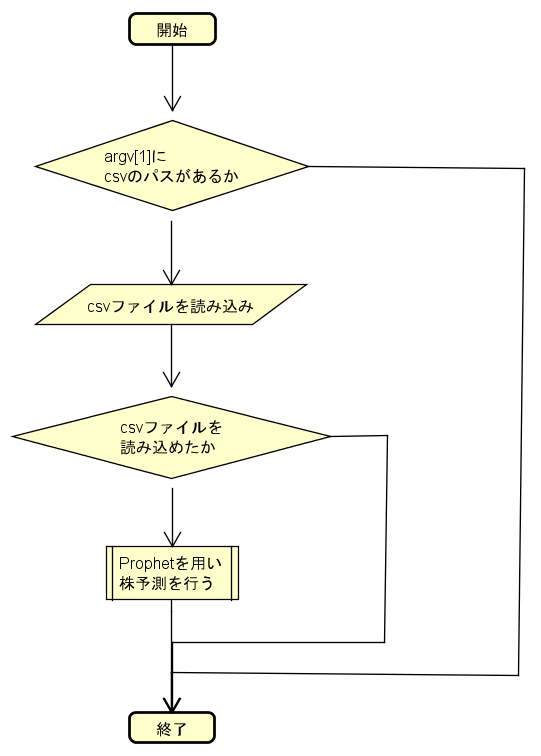 開始
argv[1]に
csvのパスがあるか
csvファイルを読み込み
csvファイルを
読み込めたか
Prophetを用い
株予測を行う
終了